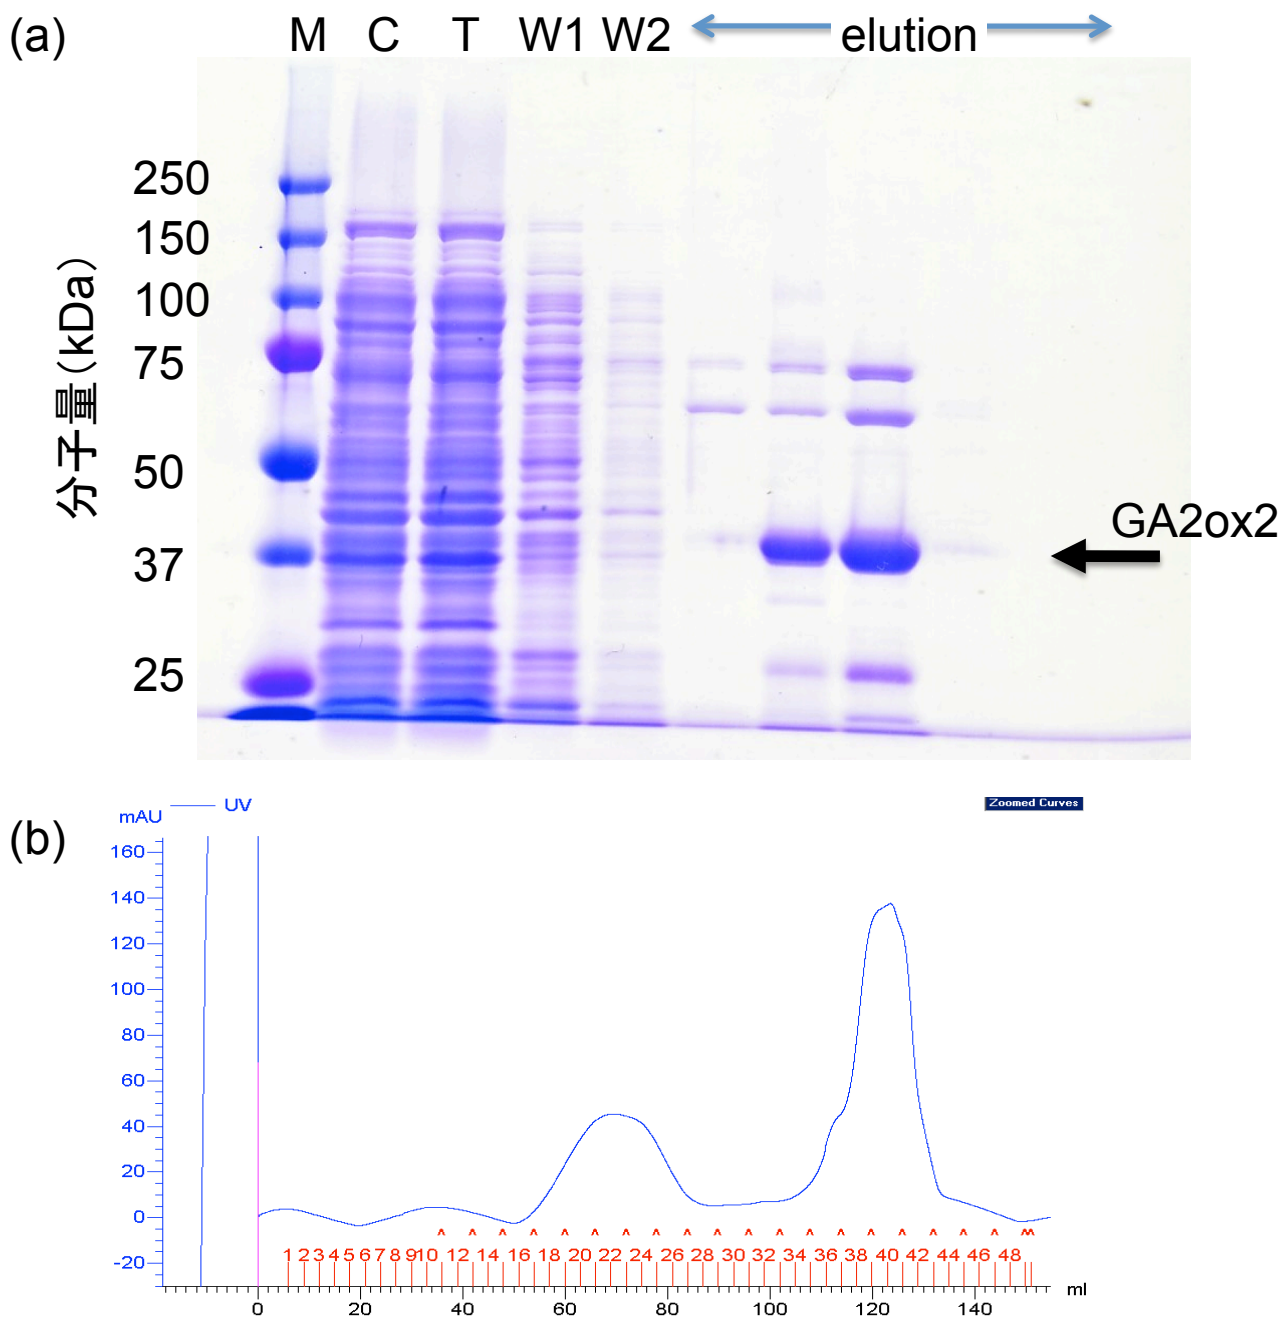 (a) M C T W1 W2 elution
250
150
100
75
50
37
25
分子量(kDa)
GA2ox2
(b)
mAU UV
Zoomed Curves
160
140
120
100
80
60
40
20
0
-20
1 2 3 4 5 6 7 8 9 10 12 14 16 18 20 22 24 26 28 30 32 34 36 38 40 42 44 46 48
0 20 40 60 80 100 120 140 ml